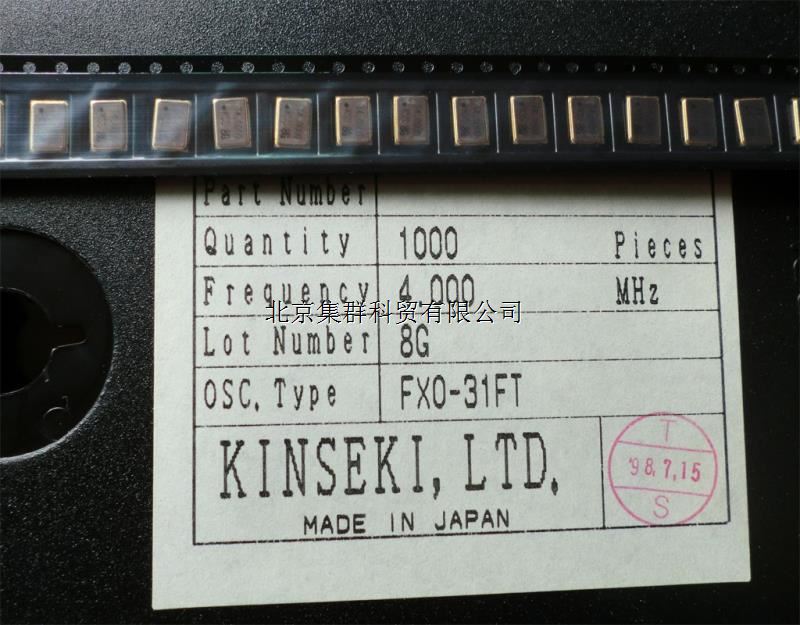 Part Number
Quantity 1000 Pieces
Frequency 4.000 MHz
北京集群科贸有限公司
Lot Number 8G
OSC. Type FXO-31FT
KINSEKI, LTD.
MADE IN JAPAN
T
'98.7.15
S